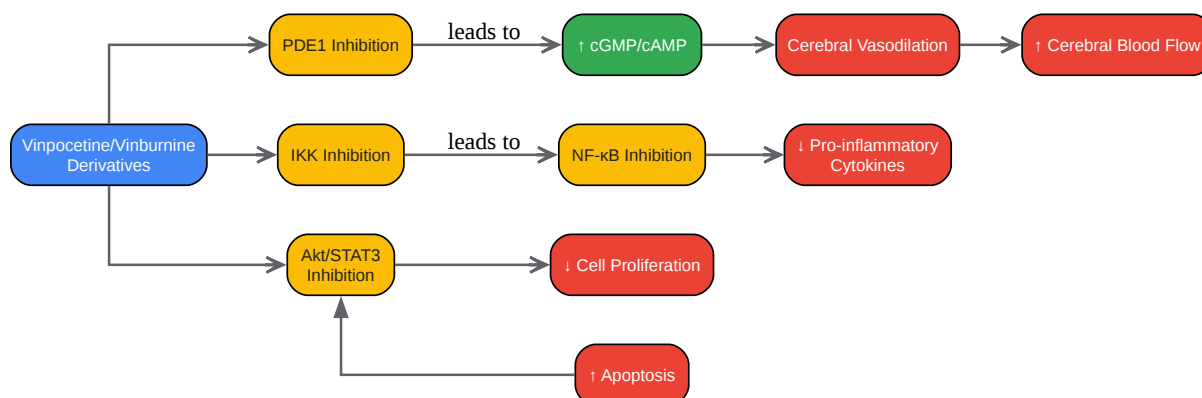 PDE1 Inhibition
leads to
↑ cGMP/cAMP
Cerebral Vasodilation
↑ Cerebral Blood Flow
Vinpocetine/Vinburnine
Derivatives
IKK Inhibition
leads to
NF-κB Inhibition
↓ Pro-inflammatory
Cytokines
Akt/STAT3
Inhibition
↓ Cell Proliferation
↑ Apoptosis